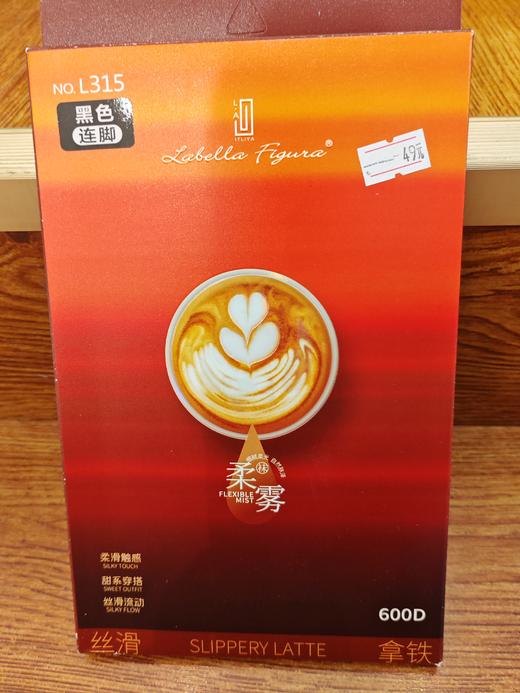 NO. L315
黑色
连脚
L.A
ITLIYA
Labella Figura®
49元
柔雾
袜
FLEXIBLE
MIST
柔滑触感
SILKY TOUCH
甜系穿搭
SWEET OUTFIT
丝滑流动
SILKY FLOW
600D
丝滑 SLIPPERY LATTE 拿铁